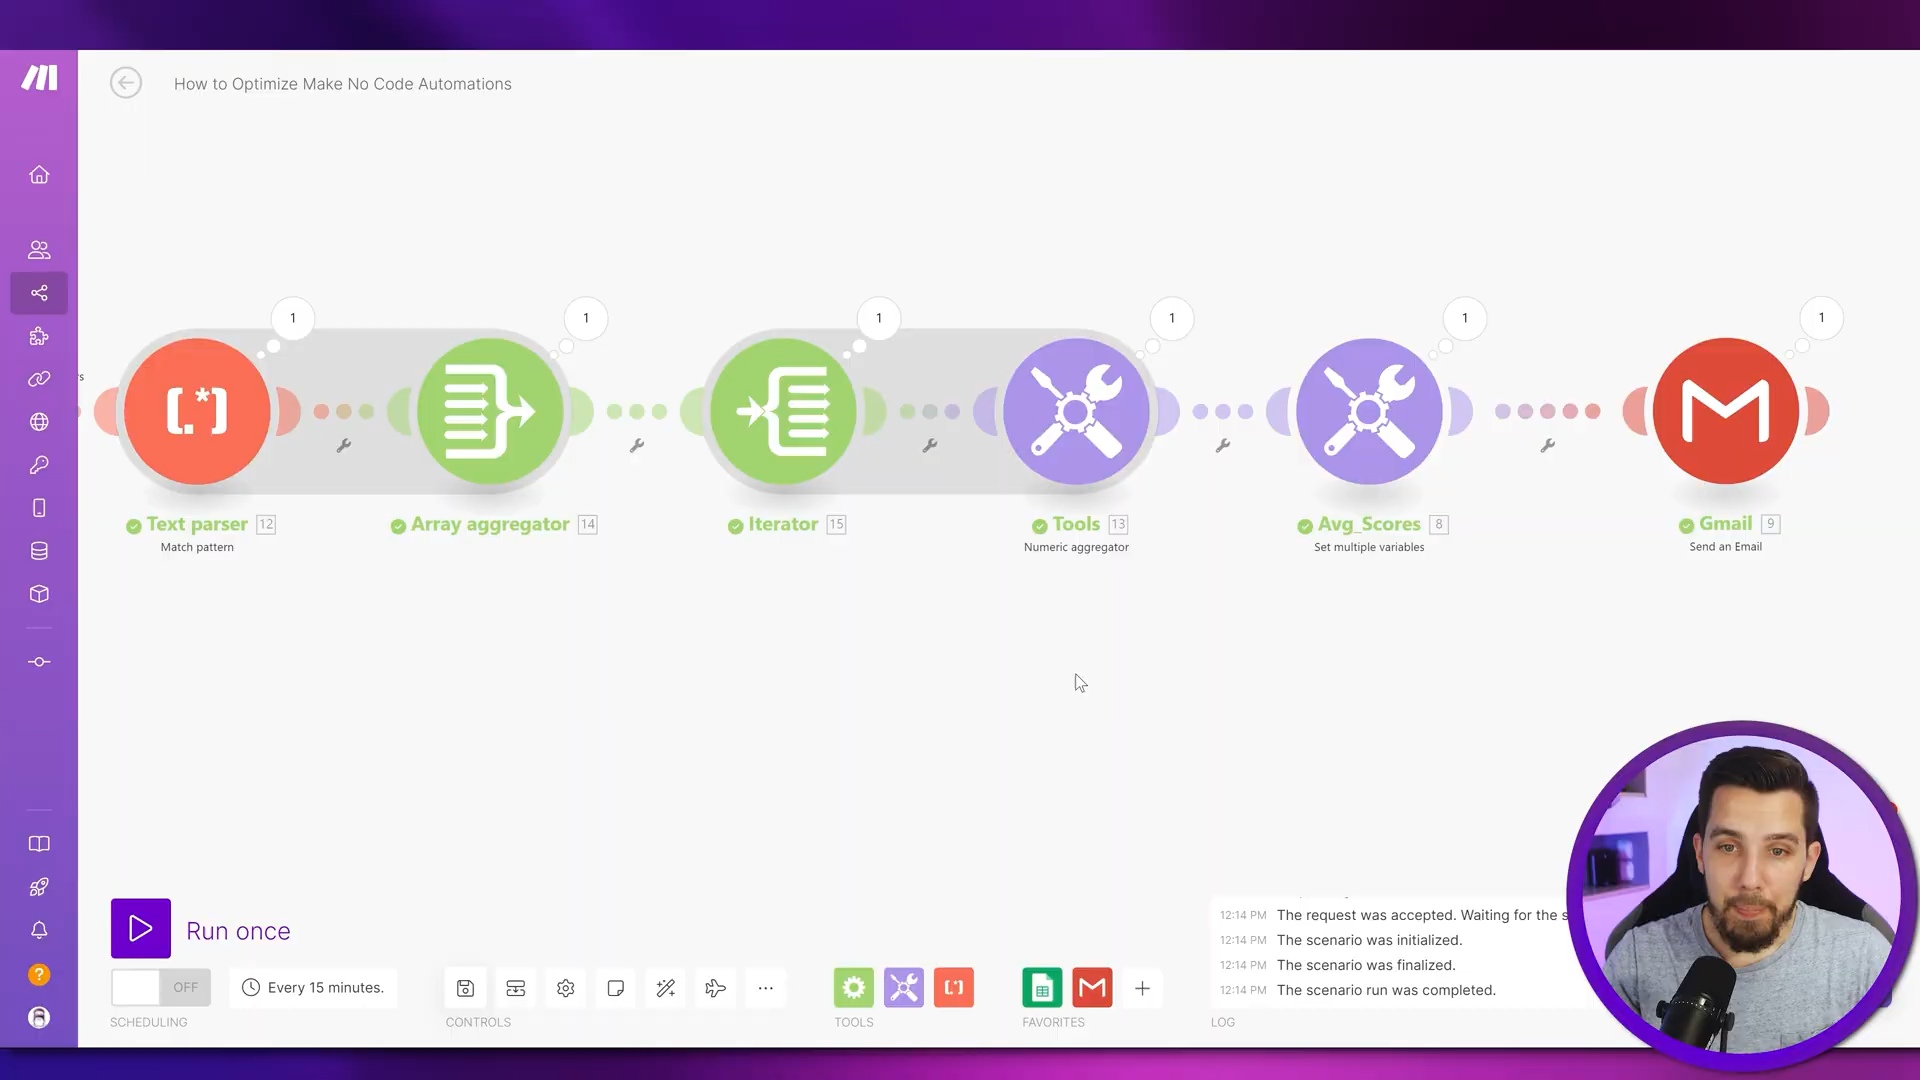 How to Optimize Make No Code Automations
1
1
1
1
1
1
s
[.*]
Text parser 12
Match pattern
Array aggregator 14
Iterator 15
Tools 13
Numeric aggregator
Avg_Scores 8
Set multiple variables
Gmail 9
Send an Email
Run once
OFF
Every 15 minutes.
SCHEDULING
CONTROLS
TOOLS
FAVORITES
12:14 PM The request was accepted. Waiting for the s
12:14 PM The scenario was initialized.
12:14 PM The scenario was finalized.
12:14 PM The scenario run was completed.
LOG
?